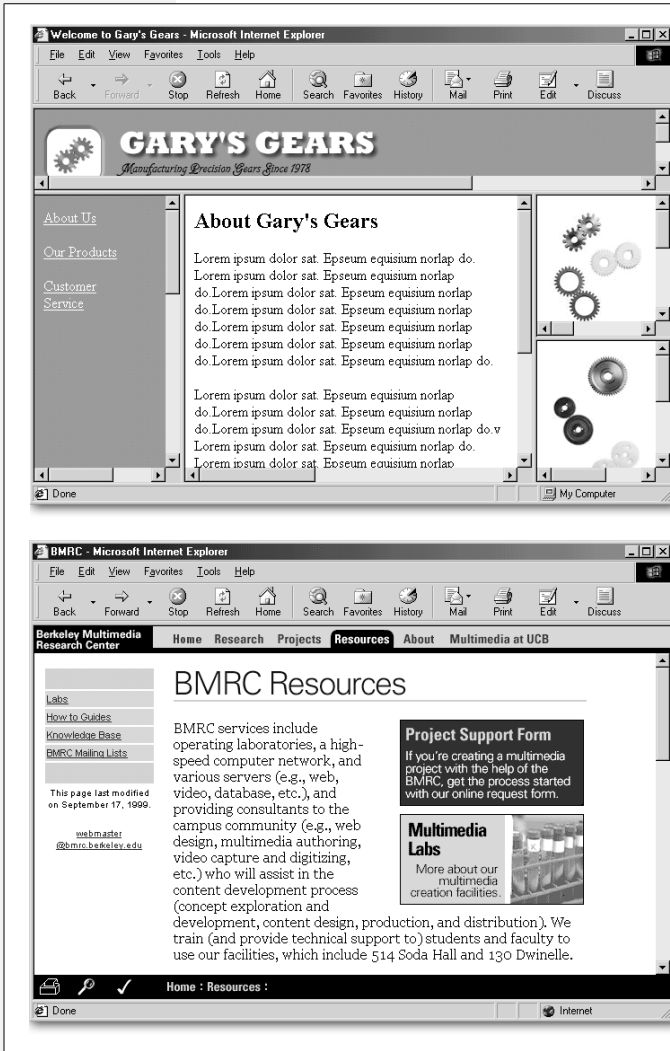 Welcome to Gary's Gears - Microsoft Internet Explorer
File Edit View Favorites Tools Help
Back Forward Stop Refresh Home Search Favorites History Mail Print Edit Discuss
GARY'S GEARS
Manufacturing Precision Gears Since 1978
About Us
Our Products
Customer
Service
About Gary's Gears
Lorem ipsum dolor sat. Epseum equisium norlap do.
Lorem ipsum dolor sat. Epseum equisium norlap
do.Lorem ipsum dolor sat. Epseum equisium norlap
do.Lorem ipsum dolor sat. Epseum equisium norlap
do.Lorem ipsum dolor sat. Epseum equisium norlap
do.Lorem ipsum dolor sat. Epseum equisium norlap
do.Lorem ipsum dolor sat. Epseum equisium norlap do.
Lorem ipsum dolor sat. Epseum equisium norlap
do.Lorem ipsum dolor sat. Epseum equisium norlap
do.Lorem ipsum dolor sat. Epseum equisium norlap do.v
Lorem ipsum dolor sat. Epseum equisium norlap do.
Lorem ipsum dolor sat. Epseum equisium norlap
Done My Computer
BMRC - Microsoft Internet Explorer
File Edit View Favorites Tools Help
Back Forward Stop Refresh Home Search Favorites History Mail Print Edit Discuss
Berkeley Multimedia
Research Center
Home Research Projects Resources About Multimedia at UCB
Labs
How to Guides
Knowledge Base
BMRC Mailing Lists
This page last modified
on September 17, 1999.
webmaster
@bmrc.berkeley.edu
BMRC Resources
BMRC services include
operating laboratories, a high-
speed computer network, and
various servers (e.g., web,
video, database, etc.), and
providing consultants to the
campus community (e.g., web
design, multimedia authoring,
video capture and digitizing,
etc.) who will assist in the
content development process
(concept exploration and
development, content design, production, and distribution). We
train (and provide technical support to) students and faculty to
use our facilities, which include 514 Soda Hall and 130 Dwinelle.
Project Support Form
If you're creating a multimedia
project with the help of the
BMRC, get the process started
with our online request form.
Multimedia
Labs
More about our
multimedia
creation facilities.
Home : Resources :
Done Internet